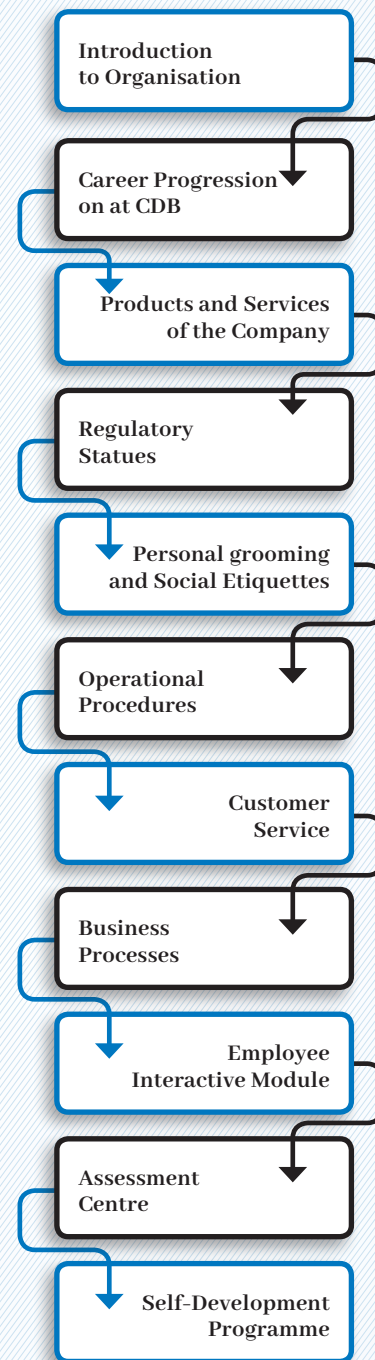 Introduction
to Organisation
Career Progression
on at CDB
Products and Services
of the Company
Regulatory
Statues
Personal grooming
and Social Etiquettes
Operational
Procedures
Customer
Service
Business
Processes
Employee
Interactive Module
Assessment
Centre
Self-Development
Programme